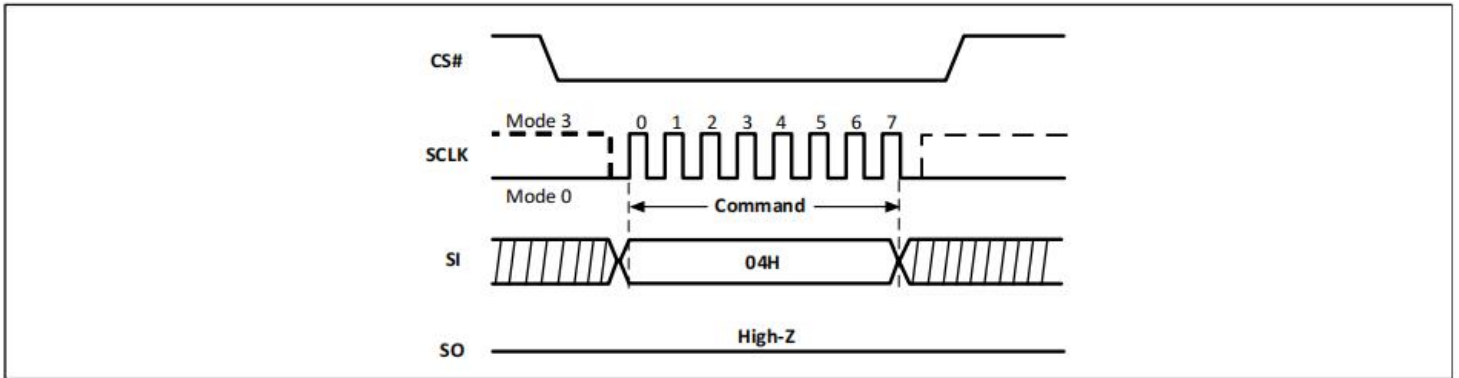 CS#
Mode 3
0 1 2 3 4 5 6 7
SCLK
Mode 0
Command
SI
04H
High-Z
SO